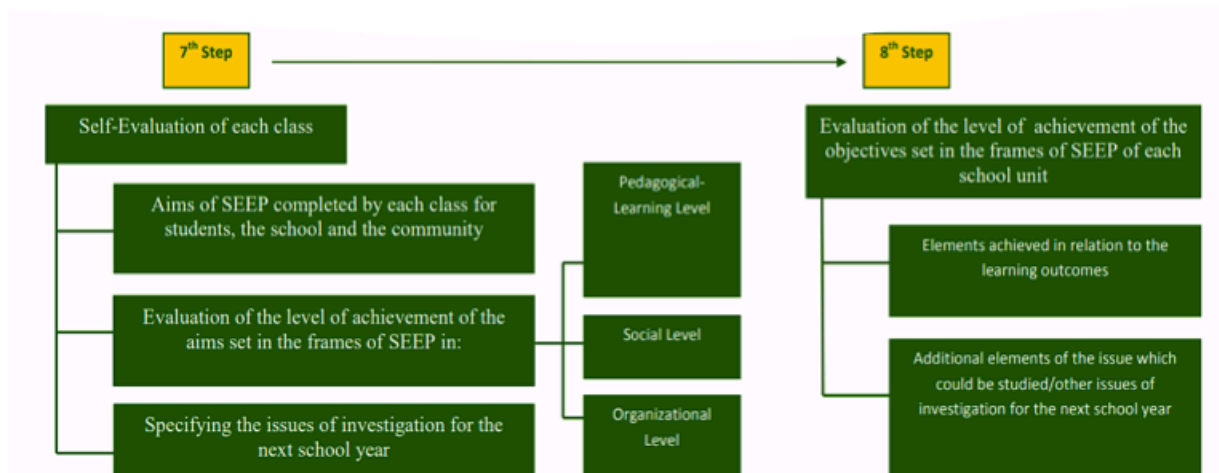 7th Step
8th Step
Self-Evaluation of each class
Aims of SEEP completed by each class for
students, the school and the community
Evaluation of the level of achievement of the
aims set in the frames of SEEP in:
Specifying the issues of investigation for the
next school year
Pedagogical-
Learning Level
Social Level
Organizational
Level
Evaluation of the level of achievement of the
objectives set in the frames of SEEP of each
school unit
Elements achieved in relation to the
learning outcomes
Additional elements of the issue which
could be studied/other issues of
investigation for the next school year